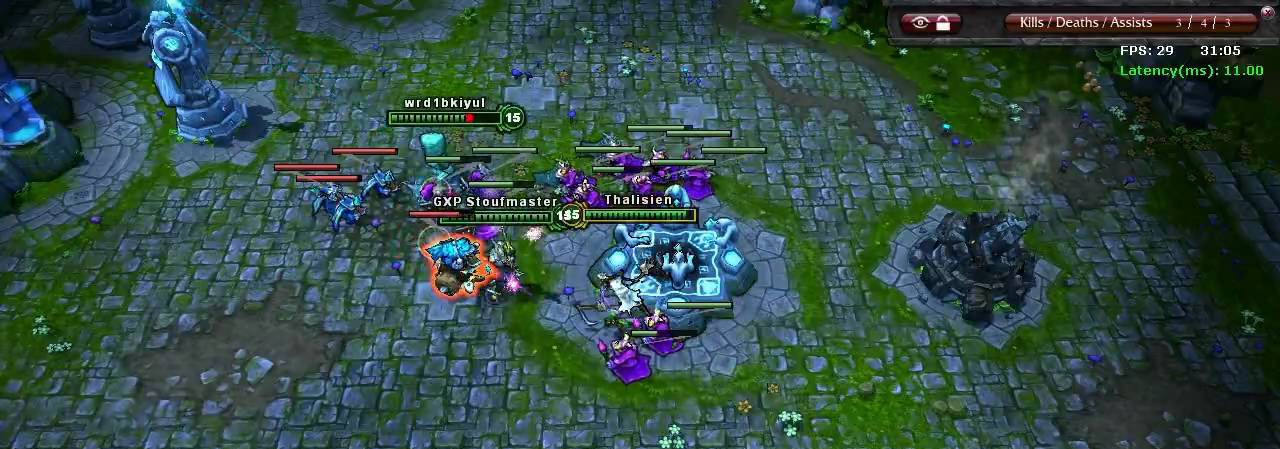 Kills / Deaths / Assists 3 / 4 / 3
FPS: 29 31:05
Latency(ms): 11.00
wrd1bkiyul
15
GXP Stoufmaster
Thalisien